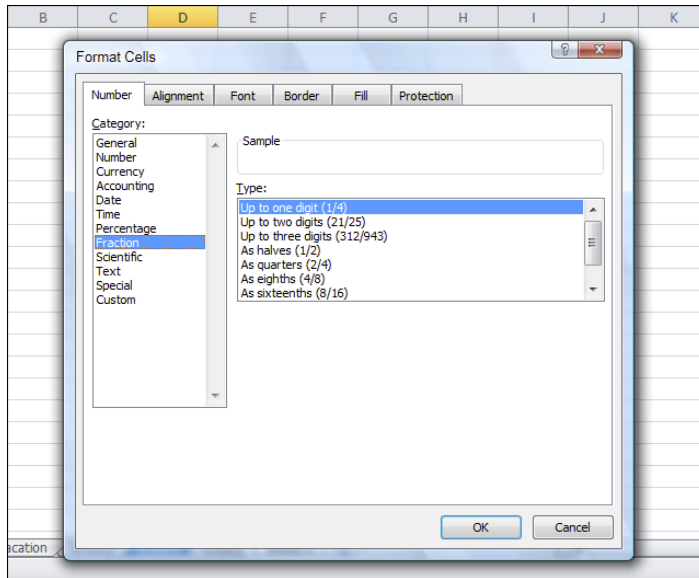 B C D E F G H I J K
Format Cells
Number Alignment Font Border Fill Protection
Category:
General
Number
Currency
Accounting
Date
Time
Percentage
Fraction
Scientific
Text
Special
Custom
Sample
Type:
Up to one digit (1/4)
Up to two digits (21/25)
Up to three digits (312/943)
As halves (1/2)
As quarters (2/4)
As eighths (4/8)
As sixteenths (8/16)
OK Cancel
acation